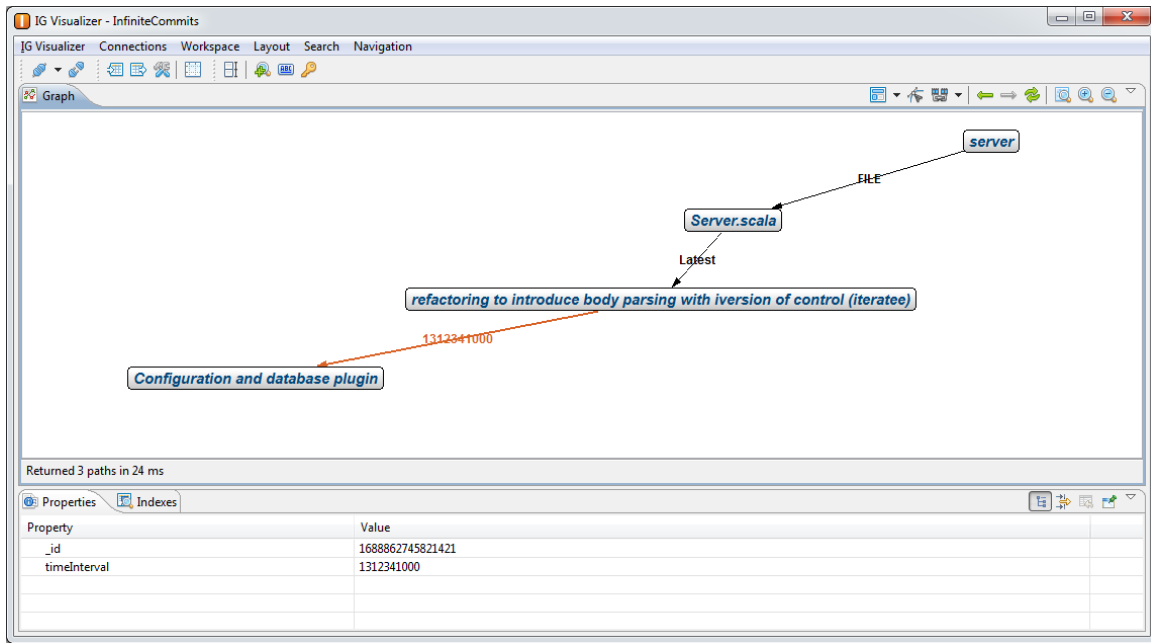 IG Visualizer - InfiniteCommits
IG Visualizer Connections Workspace Layout Search Navigation
ABC
Graph
server
FILE
Server.scala
Latest
refactoring to introduce body parsing with iversion of control (iteratee)
1312341000
Configuration and database plugin
Returned 3 paths in 24 ms
Properties Indexes
Property Value
_id 1688862745821421
timeInterval 1312341000